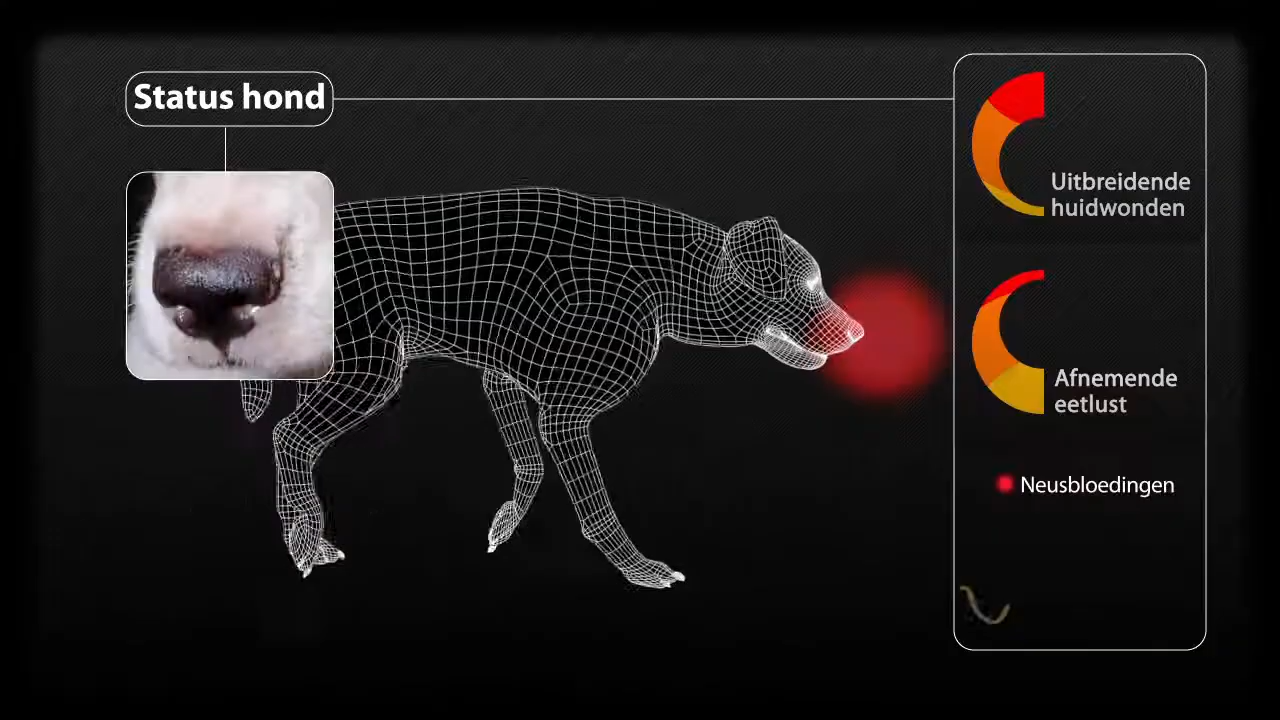 Status hond
Uitbreidende
huidwonden
Afnemende
eetlust
Neusbloedingen